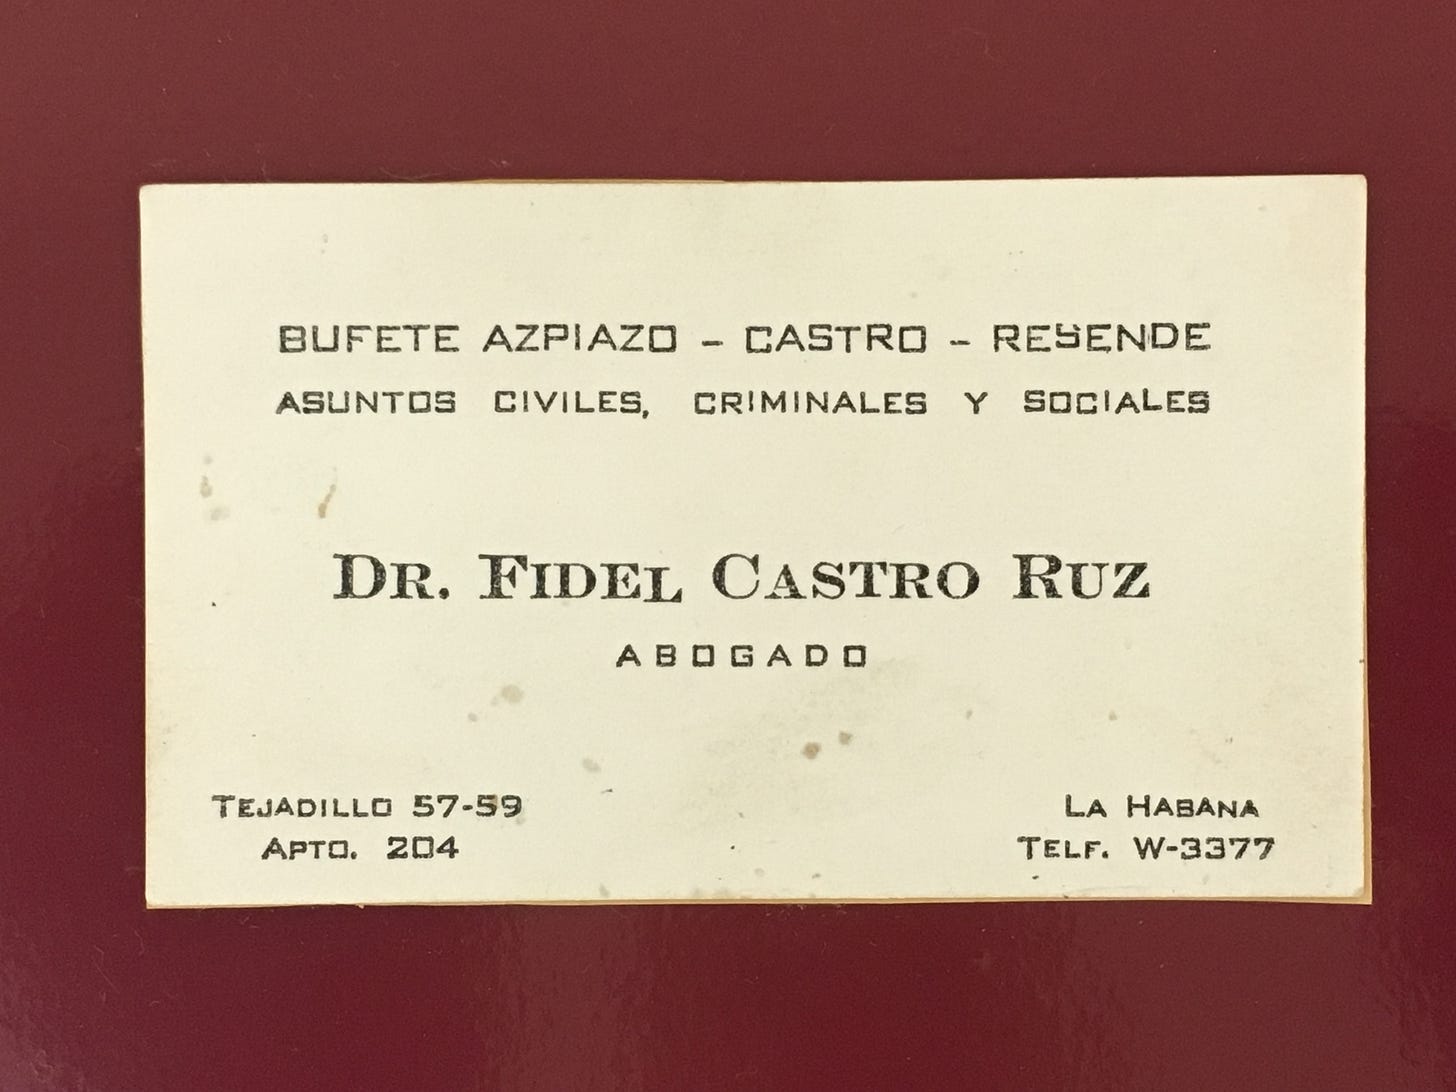 BUFETE AZPIAZO - CASTRO - RESENDE
ASUNTOS CIVILES, CRIMINALES Y SOCIALES
DR. FIDEL CASTRO RUZ
ABOGADO
TEJADILLO 57-59
APTO. 204
LA HABANA
TELF. W-3377